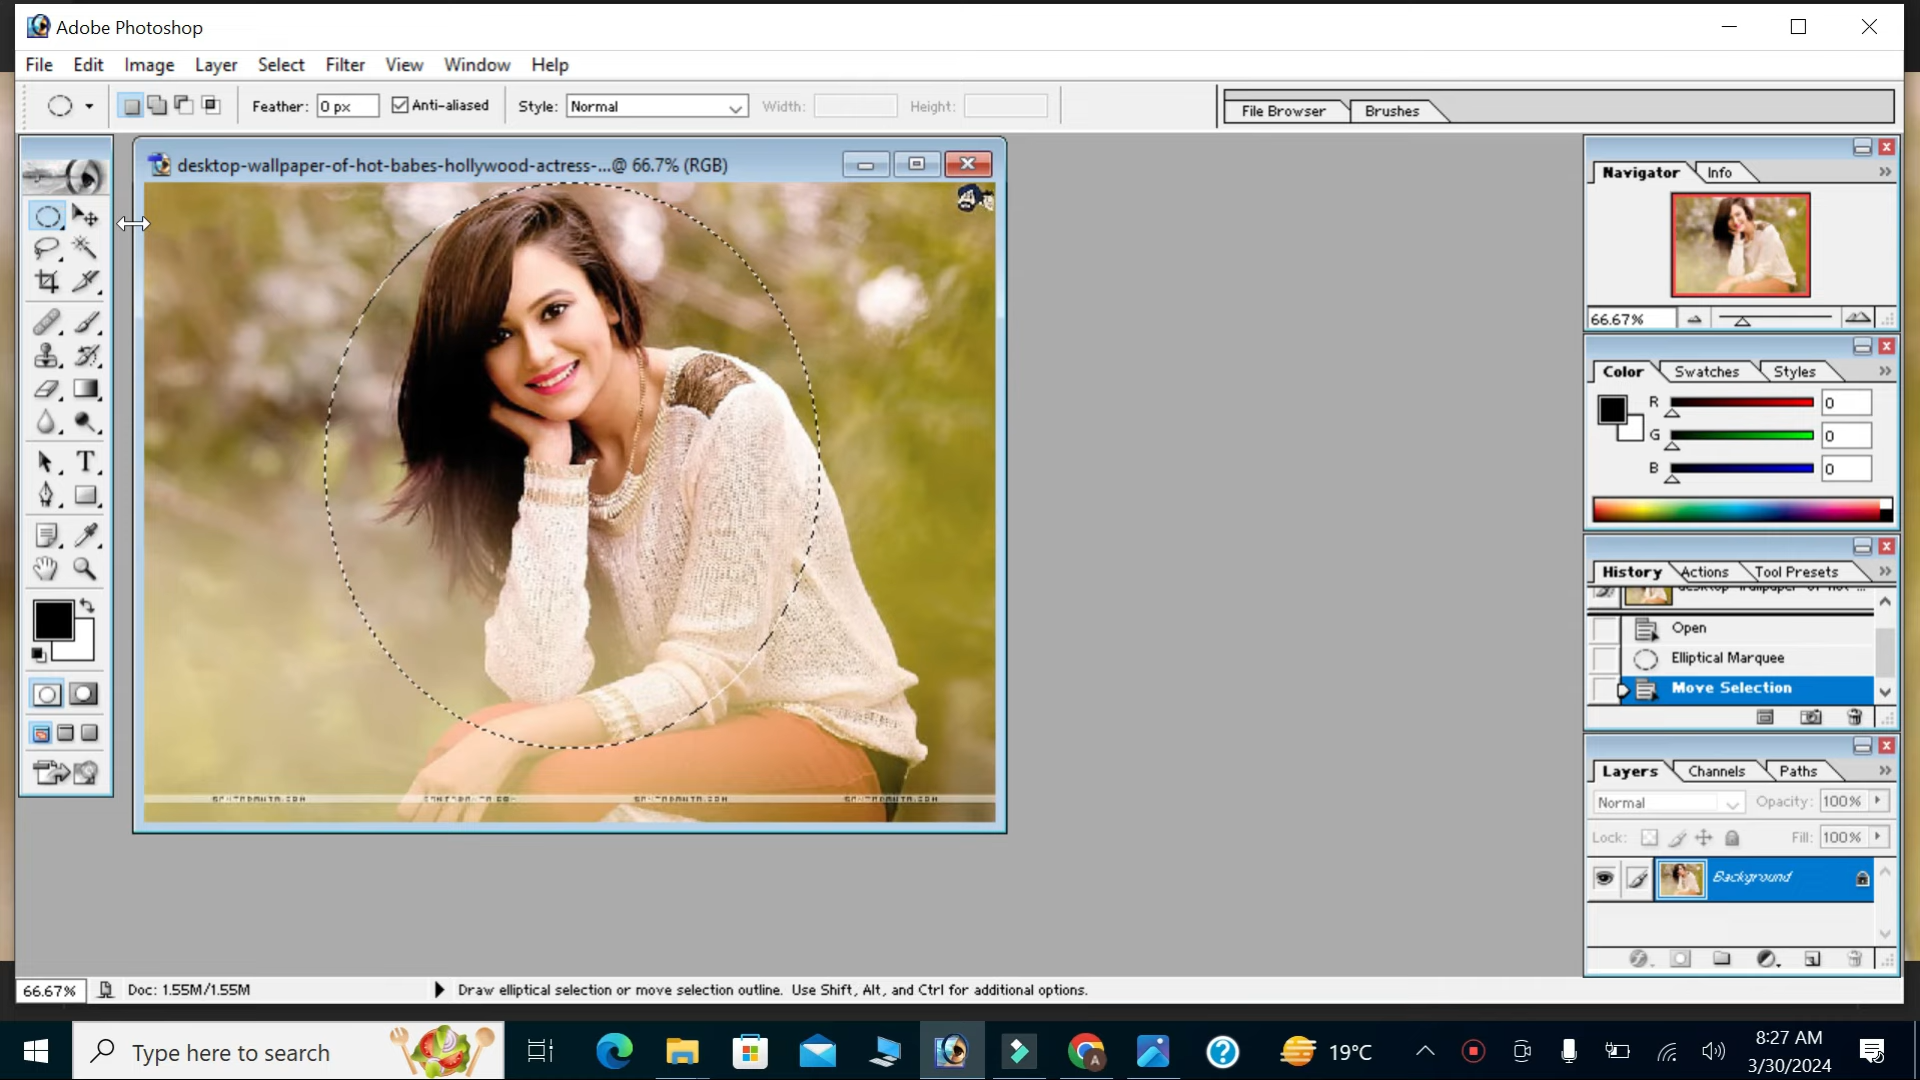 Adobe Photoshop
File Edit Image Layer Select Filter View Window Help
Feather: 0 px Anti-aliased Style: Normal Width: Height: File Browser Brushes
desktop-wallpaper-of-hot-babes-hollywood-actress-...@ 66.7% (RGB)
Navigator Info
66.67%
Color Swatches Styles
R 0
G 0
B 0
History Actions Tool Presets
desktop-wallpaper-of-hot-...
Open
Elliptical Marquee
Move Selection
Layers Channels Paths
Normal Opacity: 100%
Lock: Fill: 100%
Background
66.67% Doc: 1.55M/1.55M Draw elliptical selection or move selection outline. Use Shift, Alt, and Ctrl for additional options.
Type here to search
19°C
8:27 AM
3/30/2024